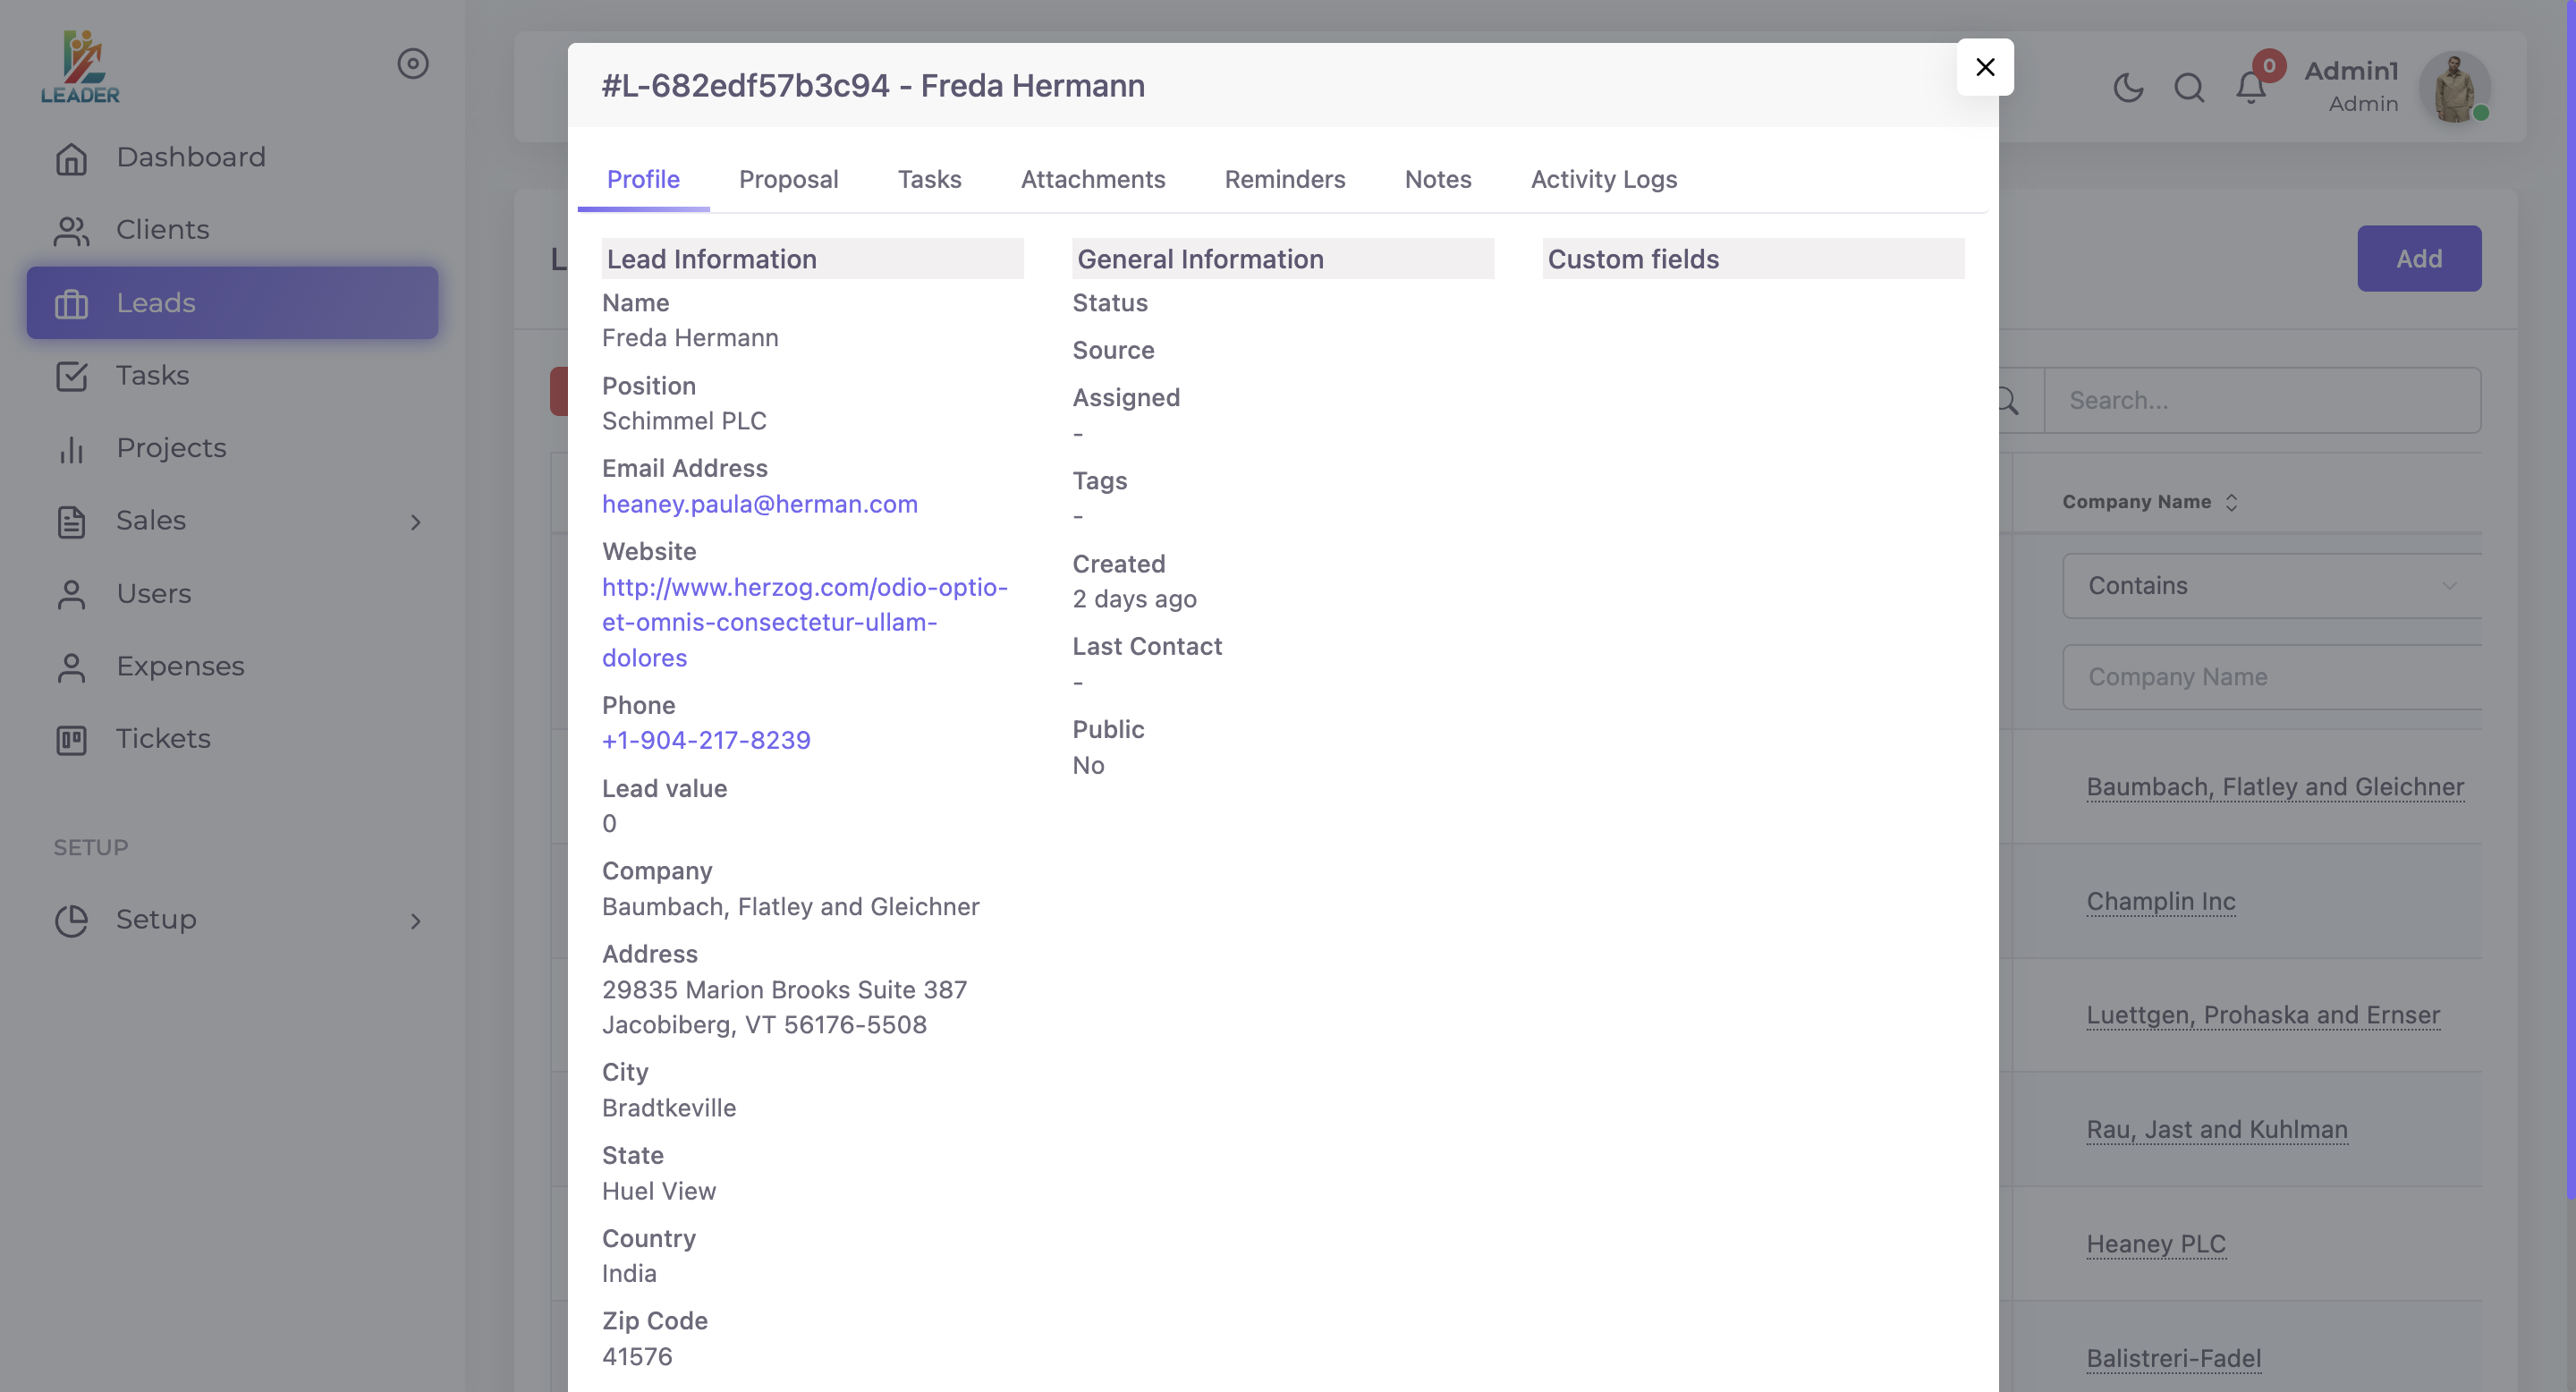 LEADER
Dashboard
Clients
Leads
Tasks
Projects
Sales
Users
Expenses
Tickets
SETUP
Setup
#L-682edf57b3c94 - Freda Hermann
Profile
Proposal
Tasks
Attachments
Reminders
Notes
Activity Logs
Lead Information
Name
Freda Hermann
Position
Schimmel PLC
Email Address
heaney.paula@herman.com
Website
http://www.herzog.com/odio-optio-
et-omnis-consectetur-ullam-
dolores
Phone
+1-904-217-8239
Lead value
0
Company
Baumbach, Flatley and Gleichner
Address
29835 Marion Brooks Suite 387
Jacobiberg, VT 56176-5508
City
Bradtkeville
State
Huel View
Country
India
Zip Code
41576
General Information
Status
Source
Assigned
-
Tags
-
Created
2 days ago
Last Contact
-
Public
No
Custom fields
0
Admin1
Admin
L
Add
Search...
Company Name
Contains
Company Name
Baumbach, Flatley and Gleichner
Champlin Inc
Luettgen, Prohaska and Ernser
Rau, Jast and Kuhlman
Heaney PLC
Balistreri-Fadel